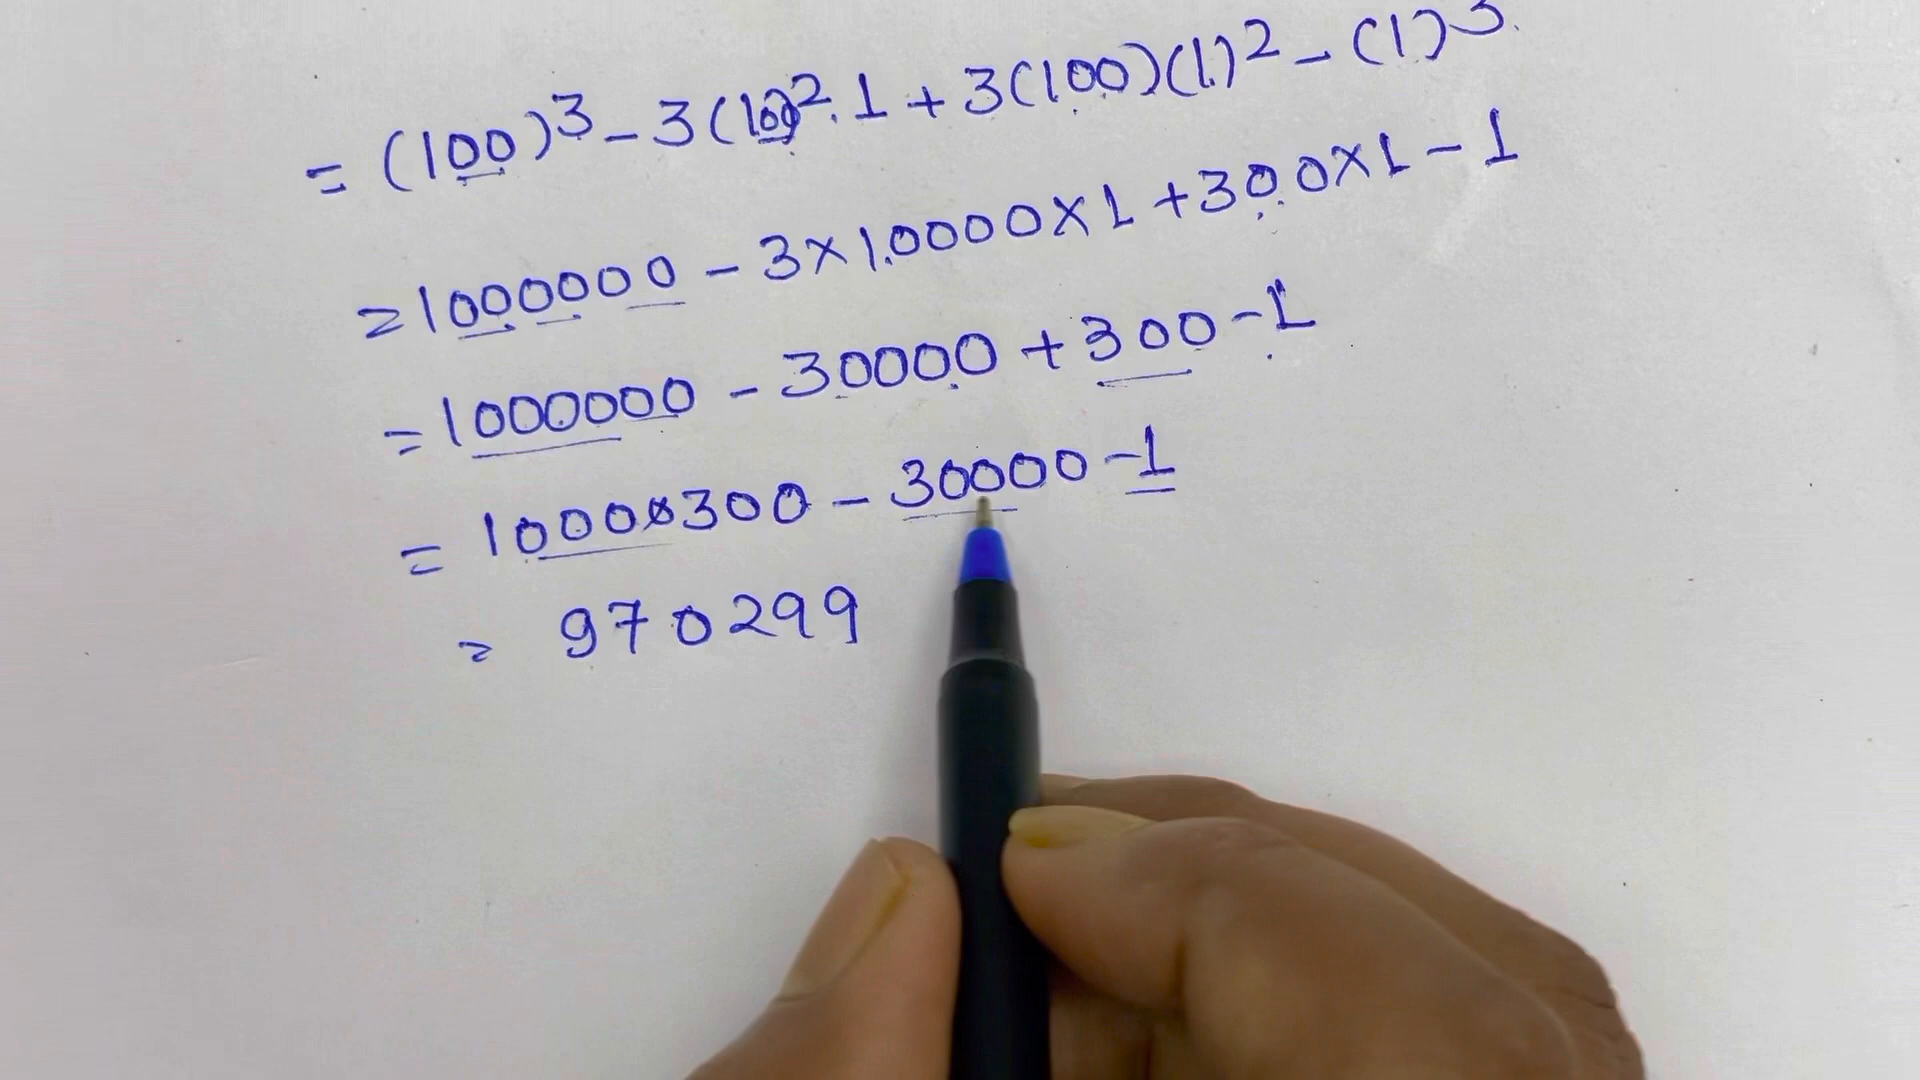 = (100)³ - 3(100)².1 + 3(100)(1)² - (1)³
= 1000000 - 3×10000×1 + 300×1 - 1
= 1000000 - 30000 + 300 - 1
= 1000300 - 30000 - 1
= 970299